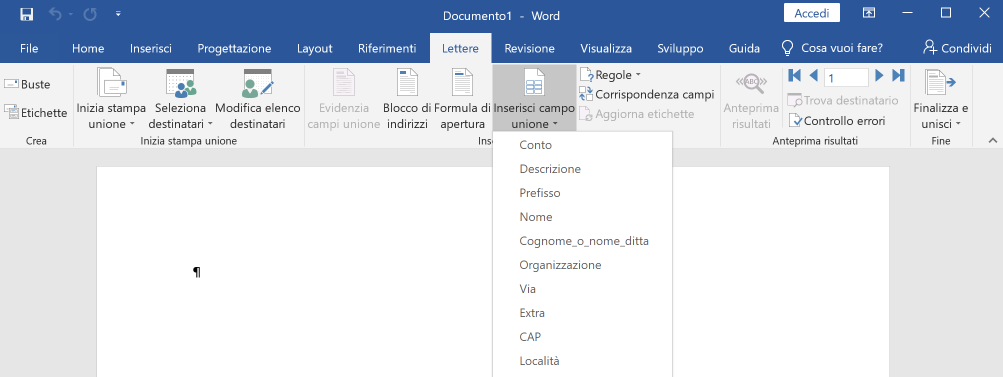 Documento1 - Word
Accedi
File Home Inserisci Progettazione Layout Riferimenti Lettere Revisione Visualizza Sviluppo Guida Cosa vuoi fare? Condividi
Buste
Etichette
Crea
Inizia stampa
unione
Seleziona
destinatari
Modifica elenco
destinatari
Inizia stampa unione
Evidenzia
campi unione
Blocco di
indirizzi
Formula di
apertura
Inserisci campo
unione
Regole
Corrispondenza campi
Aggiorna etichette
Inse
ABC
Anteprima
risultati
1
Trova destinatario
Controllo errori
Anteprima risultati
Finalizza e
unisci
Fine
Conto
Descrizione
Prefisso
Nome
Cognome_o_nome_ditta
Organizzazione
Via
Extra
CAP
Località
¶